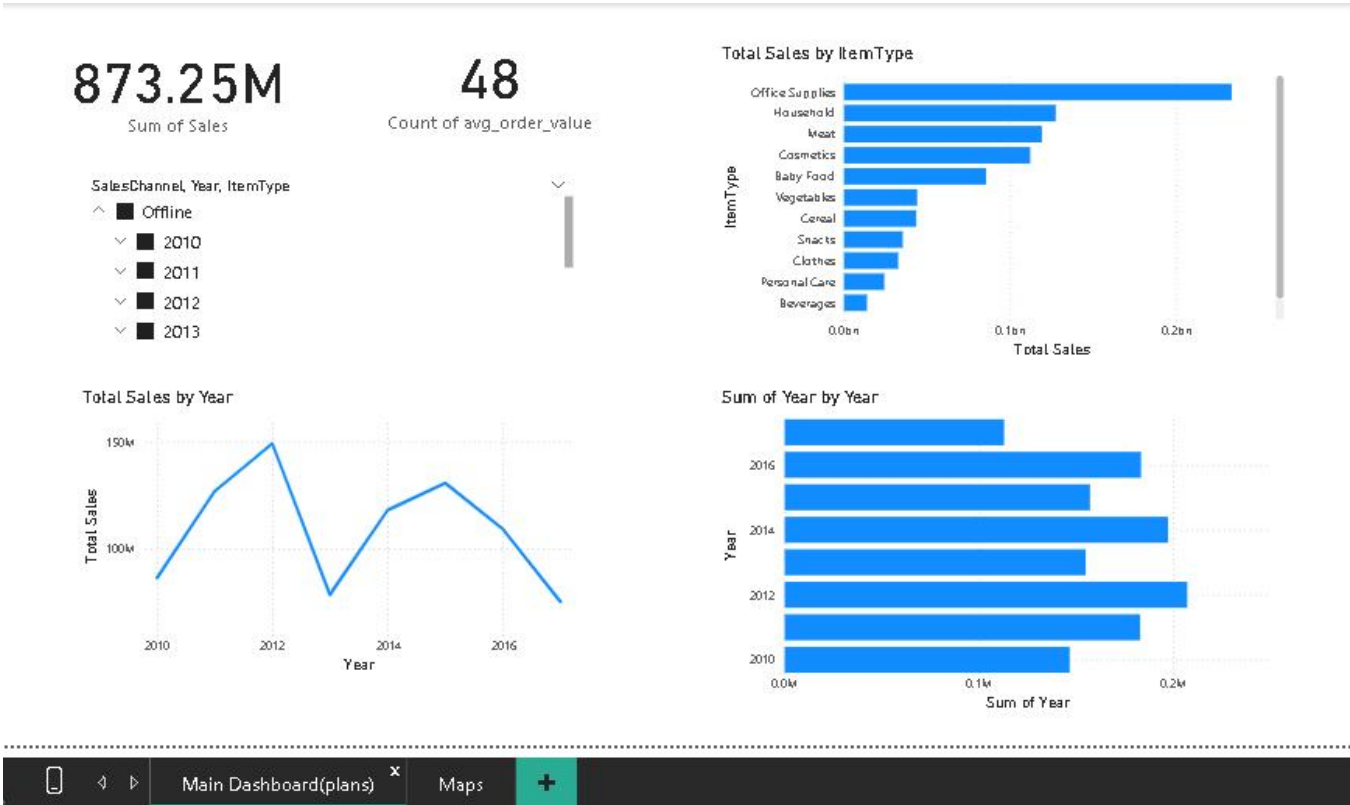 873.25M
Sum of Sales
48
Count of avg_order_value
SalesChannel, Year, ItemType
Offline
2010
2011
2012
2013
Total Sales by ItemType
ItemType
Office Supplies
Household
Meat
Cosmetics
Baby Food
Vegetables
Cereal
Snacks
Clothes
Personal Care
Beverages
0.0bn 0.1bn 0.2bn
Total Sales
Total Sales by Year
Total Sales
150M
100M
2010 2012 2014 2016
Year
Sum of Year by Year
Year
2016
2014
2012
2010
0.0M 0.1M 0.2M
Sum of Year
Main Dashboard(plans) x Maps +